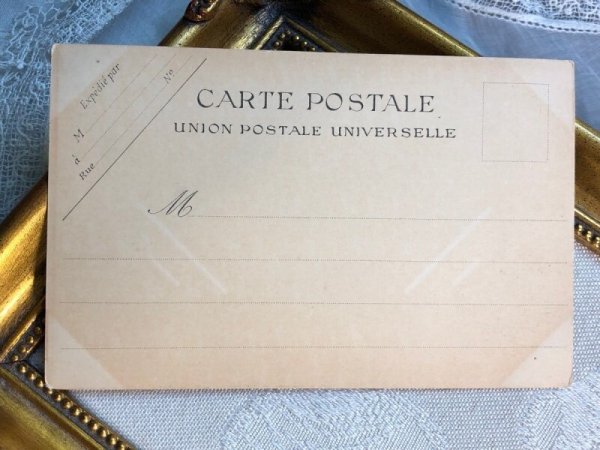 Expédié par
M
à
Rue
No
CARTE POSTALE
UNION POSTALE UNIVERSELLE
M